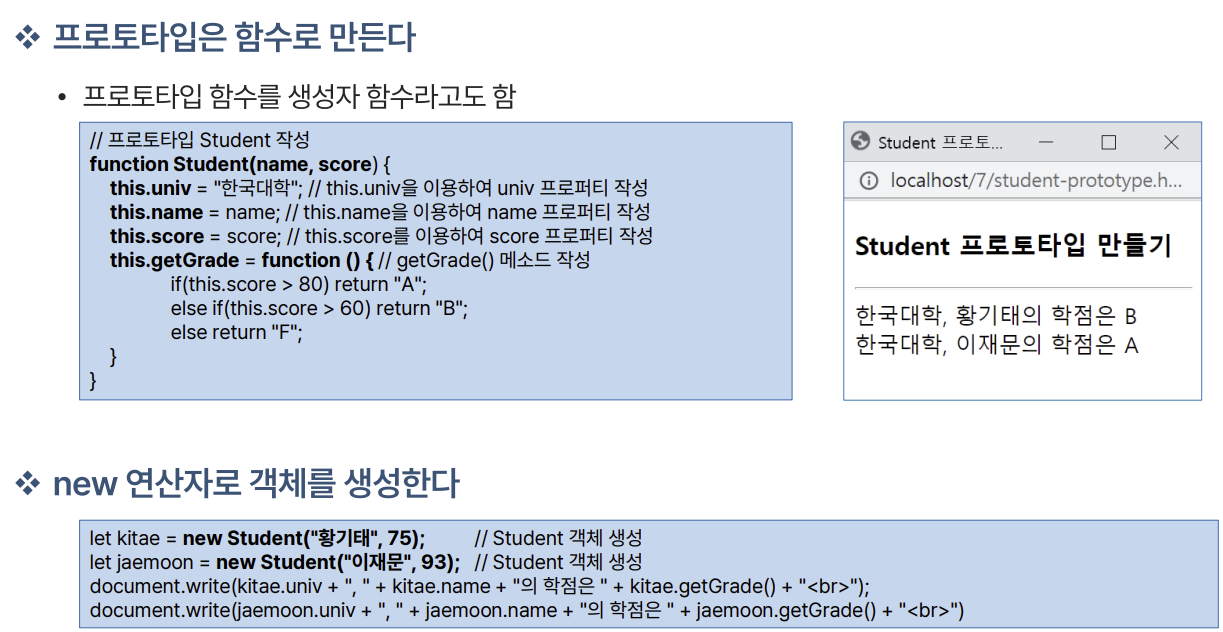 프로토타입은 함수로 만든다
• 프로토타입 함수를 생성자 함수라고도 함
// 프로토타입 Student 작성
function Student(name, score) {
this.univ = "한국대학"; // this.univ을 이용하여 univ 프로퍼티 작성
this.name = name; // this.name을 이용하여 name 프로퍼티 작성
this.score = score; // this.score를 이용하여 score 프로퍼티 작성
this.getGrade = function () { // getGrade() 메소드 작성
if(this.score > 80) return "A";
else if(this.score > 60) return "B";
else return "F";
}
}
Student 프로토...
localhost/7/student-prototype.h...
Student 프로토타입 만들기
한국대학, 황기태의 학점은 B
한국대학, 이재문의 학점은 A
new 연산자로 객체를 생성한다
let kitae = new Student("황기태", 75); // Student 객체 생성
let jaemoon = new Student("이재문", 93); // Student 객체 생성
document.write(kitae.univ + ", " + kitae.name + "의 학점은 " + kitae.getGrade() + "<br>");
document.write(jaemoon.univ + ", " + jaemoon.name + "의 학점은 " + jaemoon.getGrade() + "<br>")